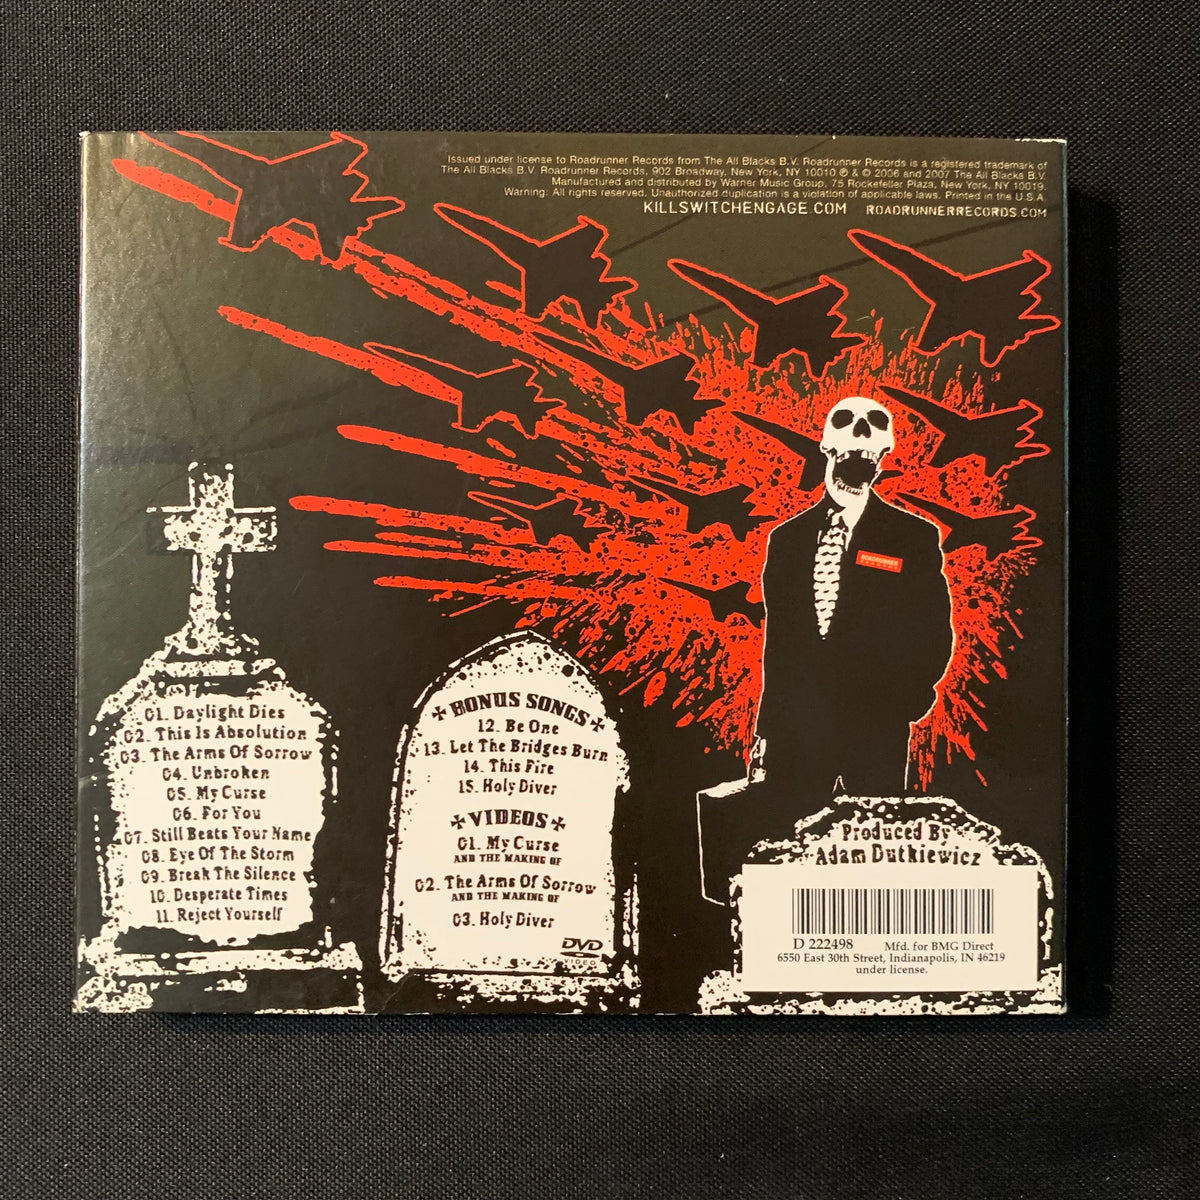 Issued under license to Roadrunner Records from The All Blacks B.V. Roadrunner Records is a registered trademark of
The All Blacks B.V. Roadrunner Records, 902 Broadway, New York, NY 10010 ℗ & © 2006 and 2007 The All Blacks B.V.
Manufactured and distributed by Warner Music Group, 75 Rockefeller Plaza, New York, NY 10019.
Warning: All rights reserved. Unauthorized duplication is a violation of applicable laws. Printed in the U.S.A.
KILLSWITCHENGAGE.COM ROADRUNNERRECORDS.COM
ROADRUNNER
RECORDS
01. Daylight Dies
02. This Is Absolution
03. The Arms Of Sorrow
04. Unbroken
05. My Curse
06. For You
07. Still Beats Your Name
08. Eye Of The Storm
09. Break The Silence
10. Desperate Times
11. Reject Yourself
BONUS SONGS
12. Be One
13. Let The Bridges Burn
14. This Fire
15. Holy Diver
VIDEOS
01. My Curse
AND THE MAKING OF
02. The Arms Of Sorrow
AND THE MAKING OF
03. Holy Diver
DVD
VIDEO
Produced By
Adam Dutkiewicz
D 222498 Mfd. for BMG Direct
6550 East 30th Street, Indianapolis, IN 46219
under license.